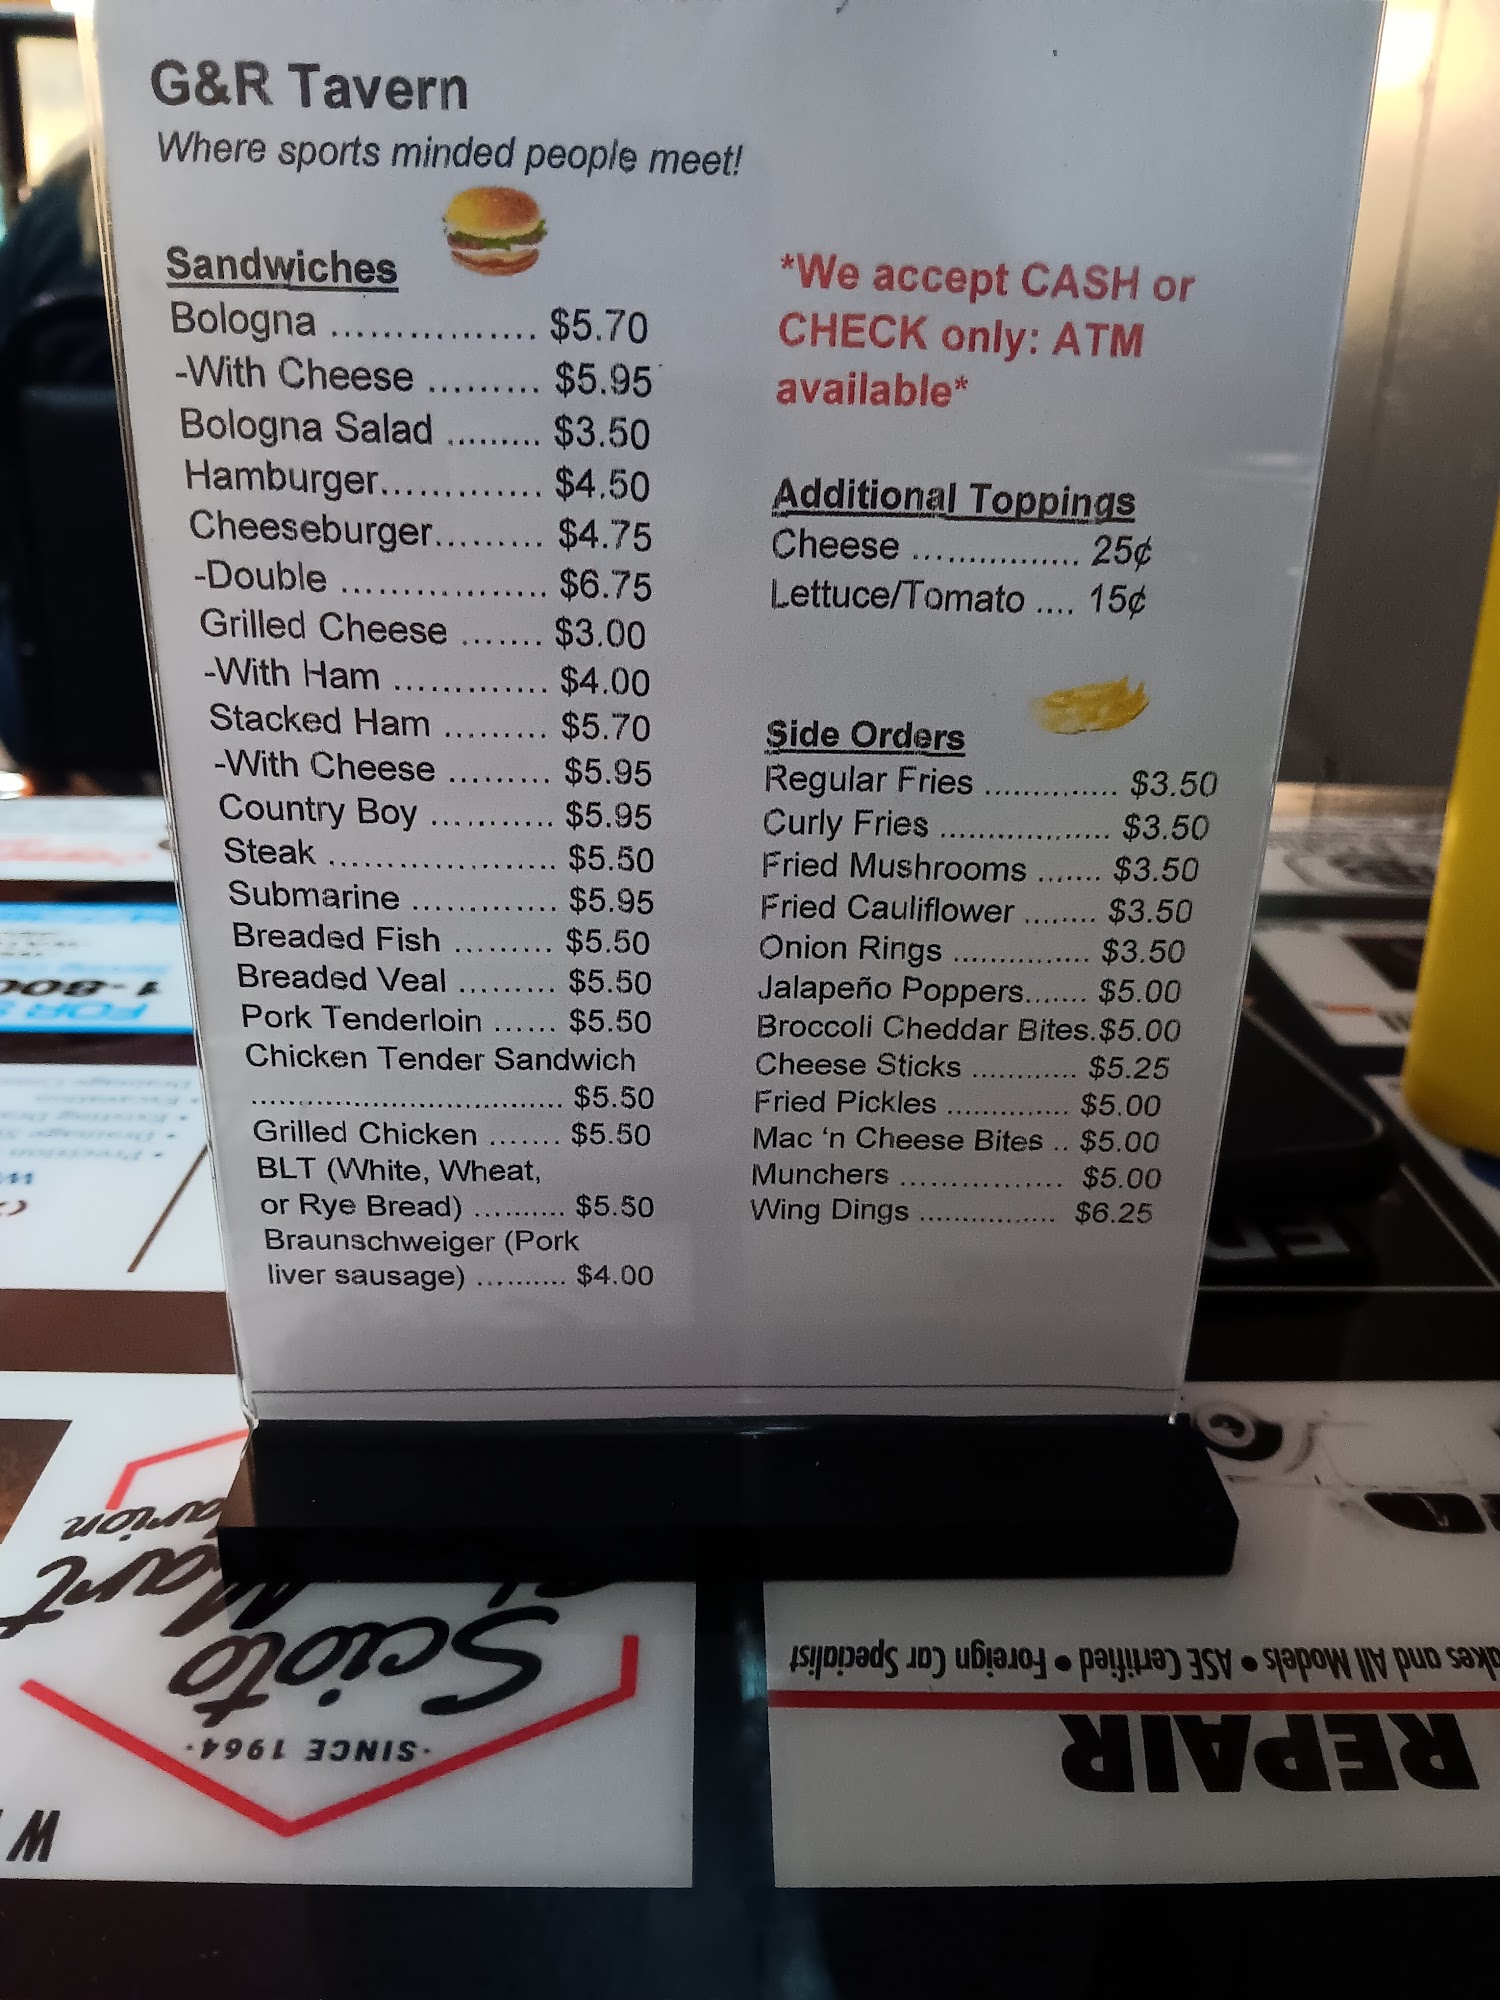 G&R Tavern
Where sports minded people meet!
Sandwiches
Bologna ................ $5.70
-With Cheese ......... $5.95
Bologna Salad ......... $3.50
Hamburger............. $4.50
Cheeseburger......... $4.75
-Double ................. $6.75
Grilled Cheese ....... $3.00
-With Ham ............. $4.00
Stacked Ham ......... $5.70
-With Cheese ......... $5.95
Country Boy ........... $5.95
Steak .................... $5.50
Submarine ............. $5.95
Breaded Fish ......... $5.50
Breaded Veal ......... $5.50
Pork Tenderloin ...... $5.50
Chicken Tender Sandwich
................................ $5.50
Grilled Chicken ....... $5.50
BLT (White, Wheat,
or Rye Bread) .......... $5.50
Braunschweiger (Pork
liver sausage) .......... $4.00
*We accept CASH or
CHECK only: ATM
available*
Additional Toppings
Cheese ............... 25¢
Lettuce/Tomato .... 15¢
Side Orders
Regular Fries .............. $3.50
Curly Fries .................. $3.50
Fried Mushrooms ....... $3.50
Fried Cauliflower ........ $3.50
Onion Rings ............... $3.50
Jalapeño Poppers....... $5.00
Broccoli Cheddar Bites.$5.00
Cheese Sticks ............ $5.25
Fried Pickles .............. $5.00
Mac 'n Cheese Bites .. $5.00
Munchers ................. $5.00
Wing Dings ................ $6.25
1-800
FOR S
·SINCE 1964·
Scioto
REPAIR
and All Models • ASE Certified • Foreign Car Specialist
W